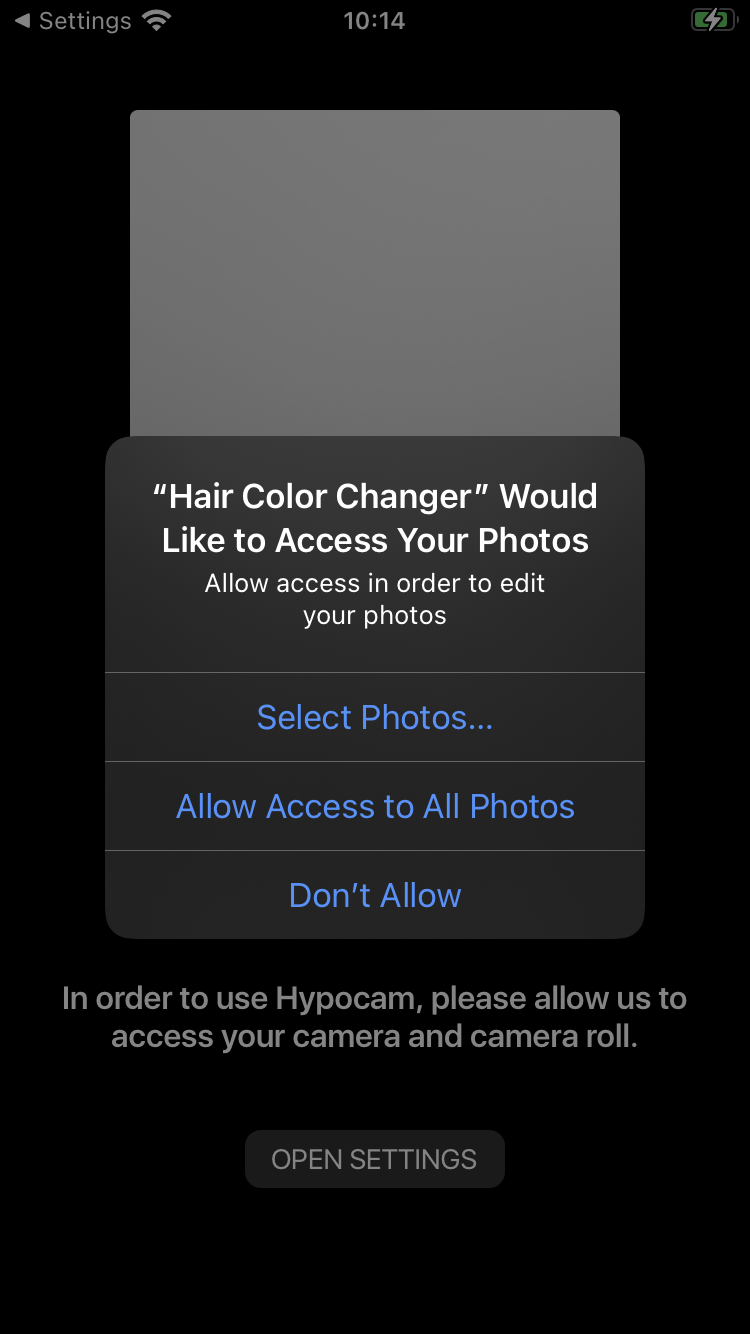 Settings
10:14
“Hair Color Changer” Would
Like to Access Your Photos
Allow access in order to edit
your photos
Select Photos...
Allow Access to All Photos
Don’t Allow
In order to use Hypocam, please allow us to
access your camera and camera roll.
OPEN SETTINGS